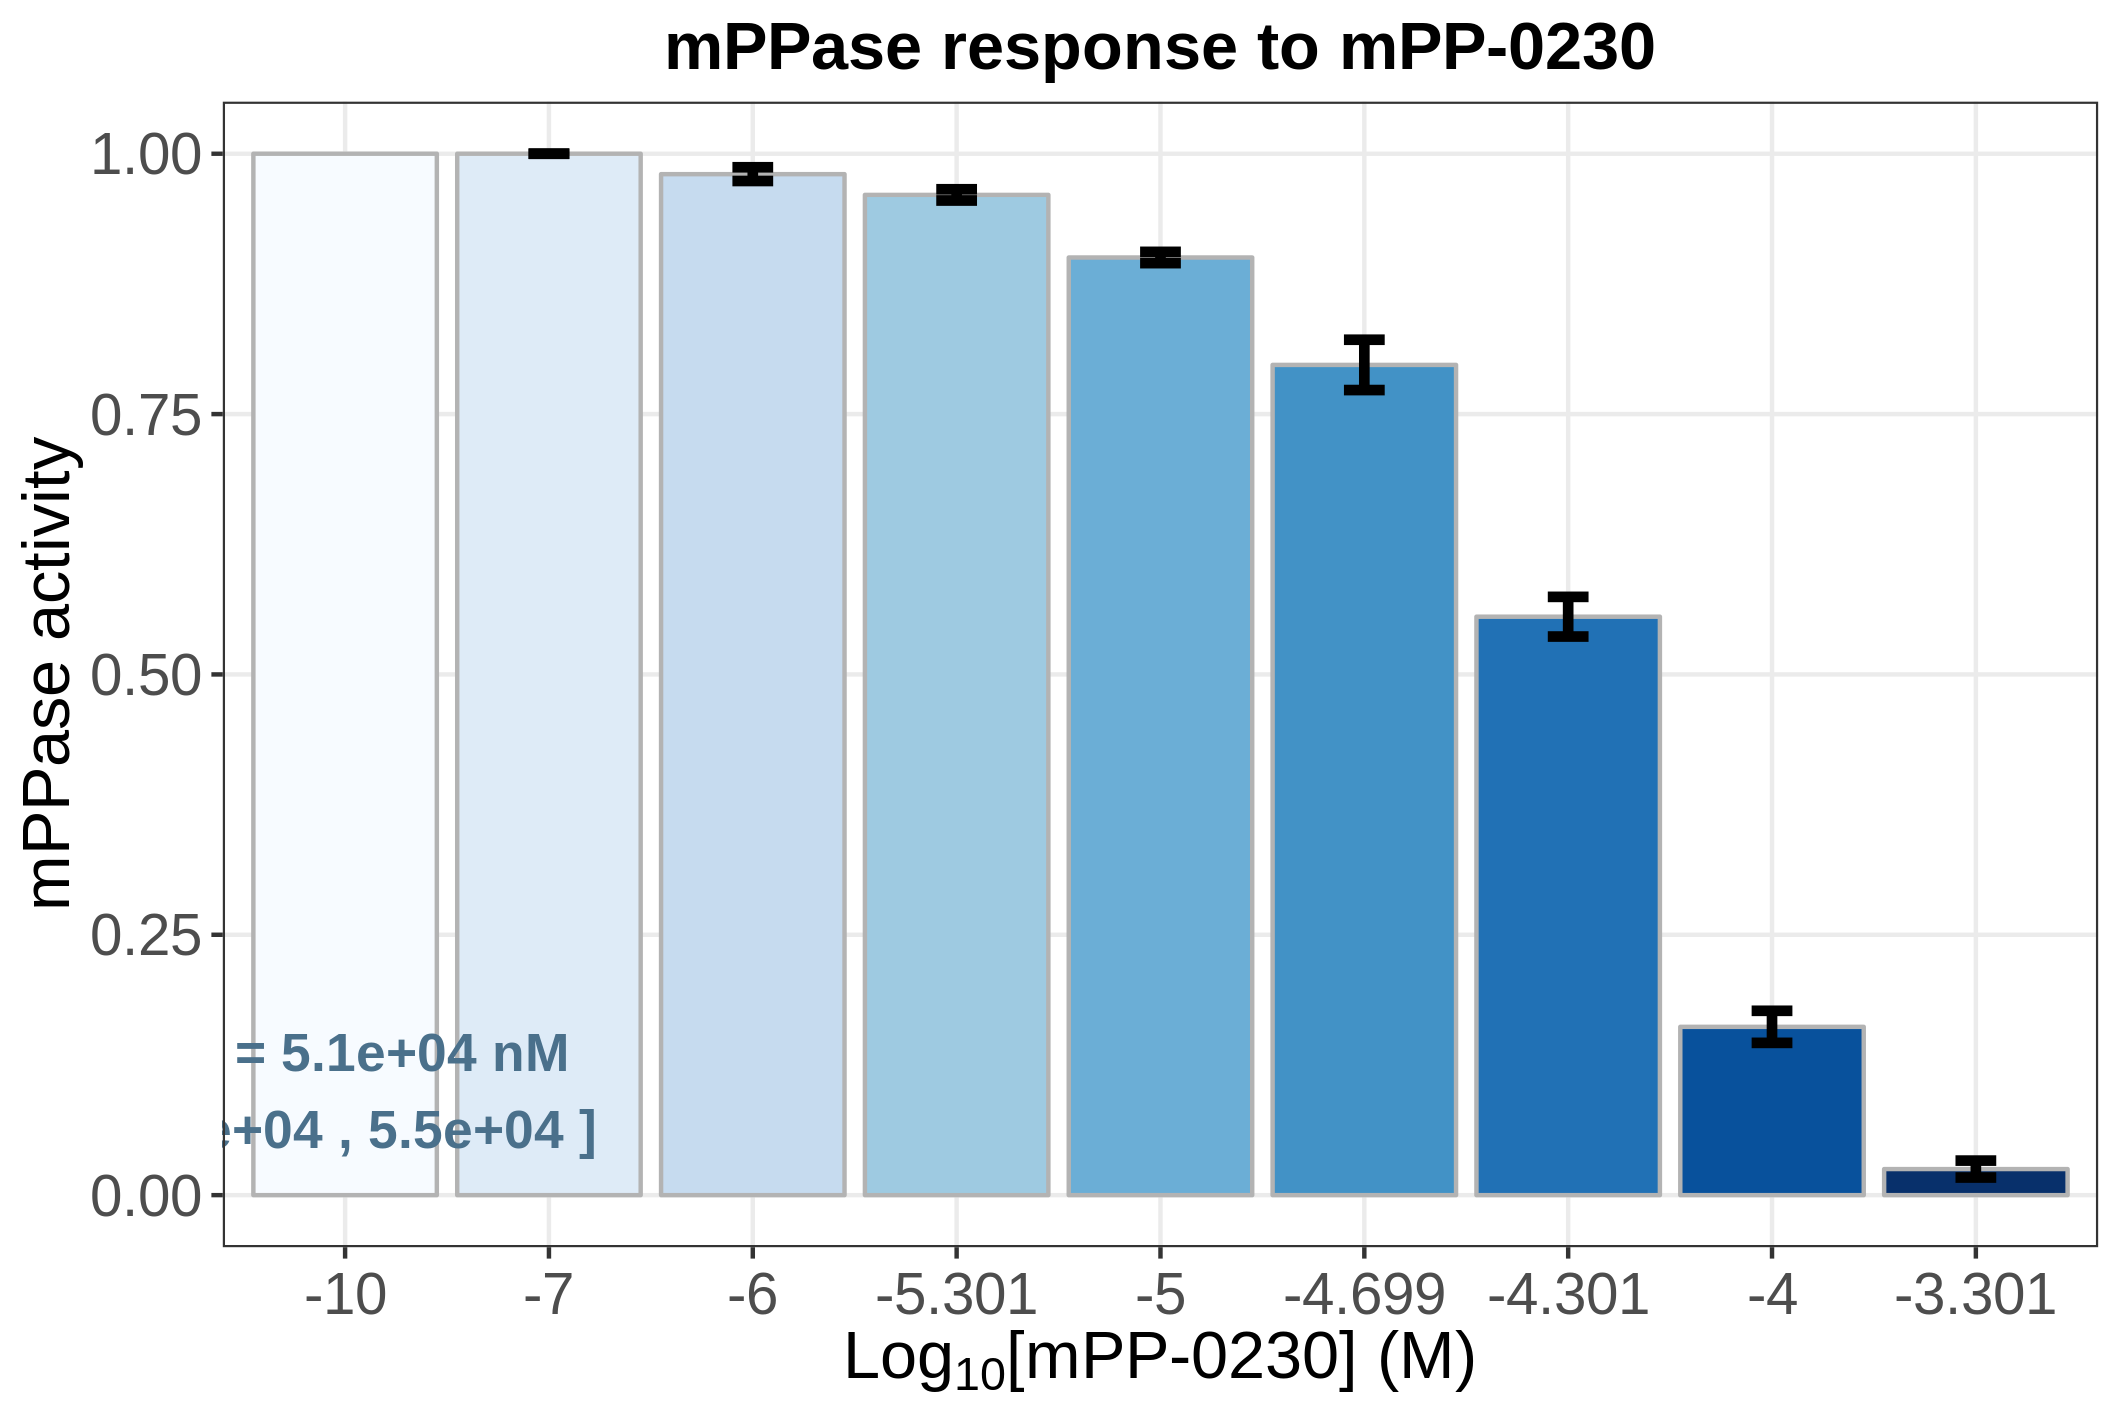 mPPase response to mPP-0230
mPPase activity
1.00
0.75
0.50
0.25
0.00
= 5.1e+04 nM
e+04 , 5.5e+04 ]
-10 -7 -6 -5.301 -5 -4.699 -4.301 -4 -3.301
Log10[mPP-0230] (M)